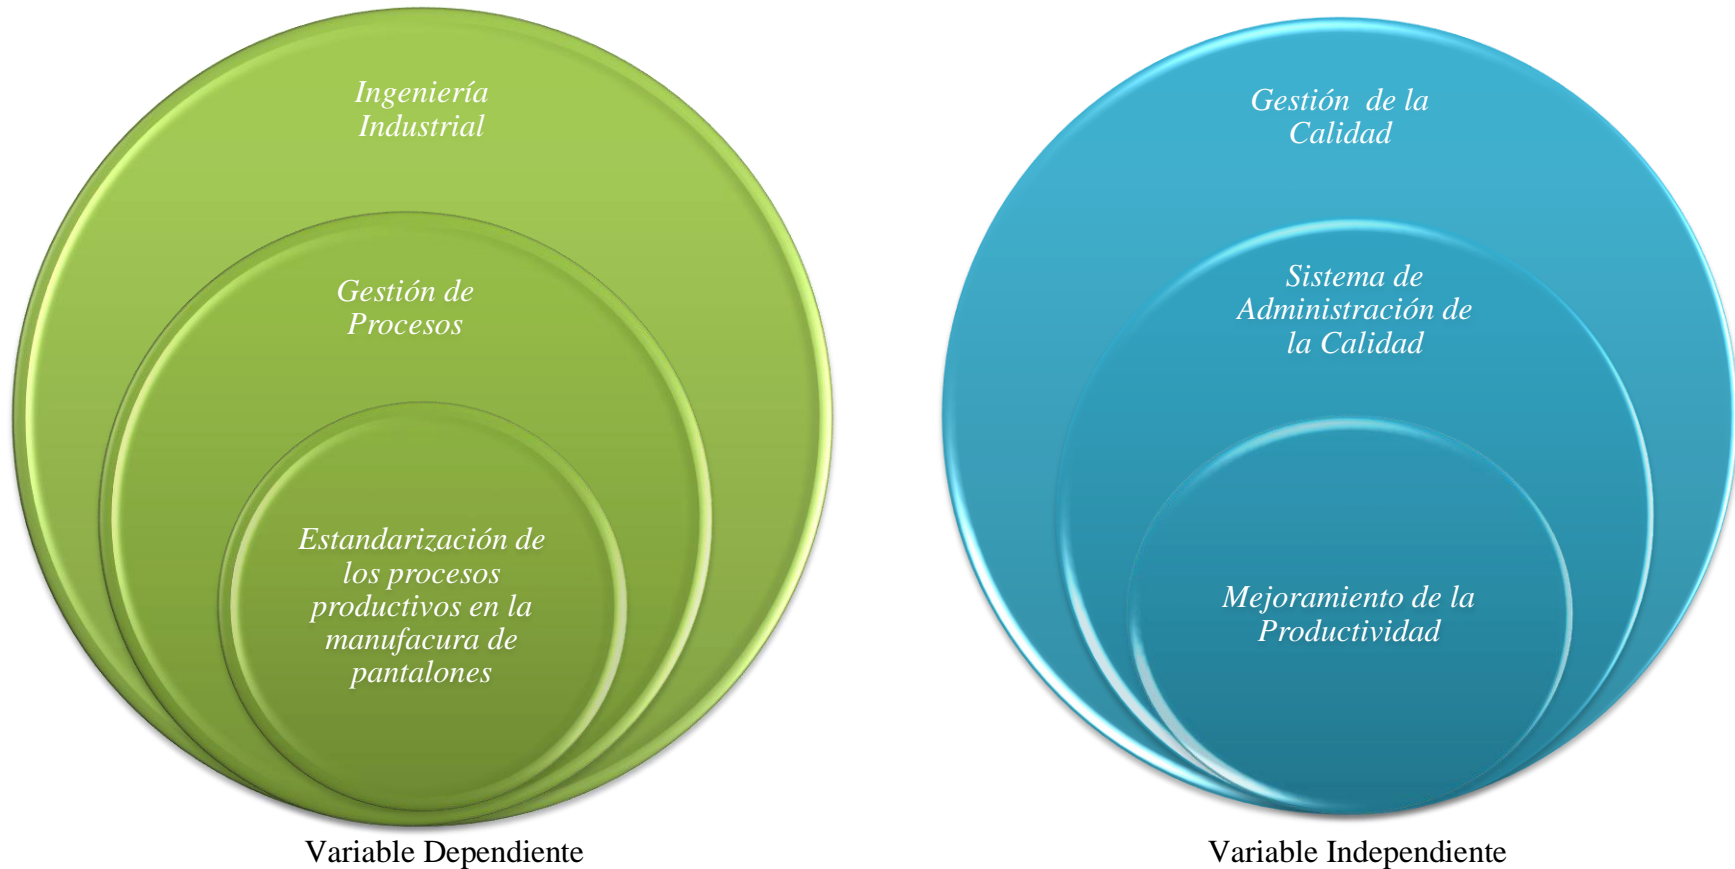 Ingeniería
Industrial
Gestión de
Procesos
Estandarización de
los procesos
productivos en la
manufacura de
pantalones
Variable Dependiente
Gestión  de la
Calidad
Sistema de
Administración de
la Calidad
Mejoramiento de la
Productividad
Variable Independiente